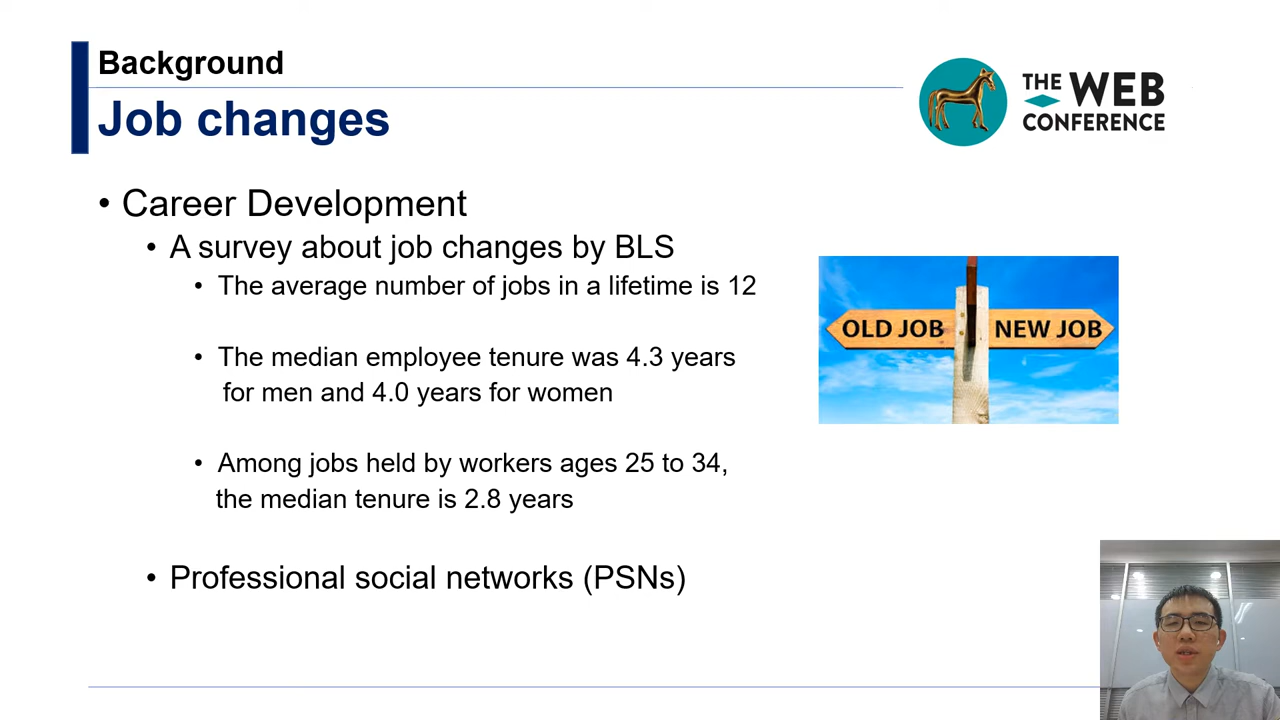 Background
Job changes
THE WEB
CONFERENCE
• Career Development
• A survey about job changes by BLS
• The average number of jobs in a lifetime is 12
• The median employee tenure was 4.3 years
for men and 4.0 years for women
• Among jobs held by workers ages 25 to 34,
the median tenure is 2.8 years
• Professional social networks (PSNs)
OLD JOB
NEW JOB